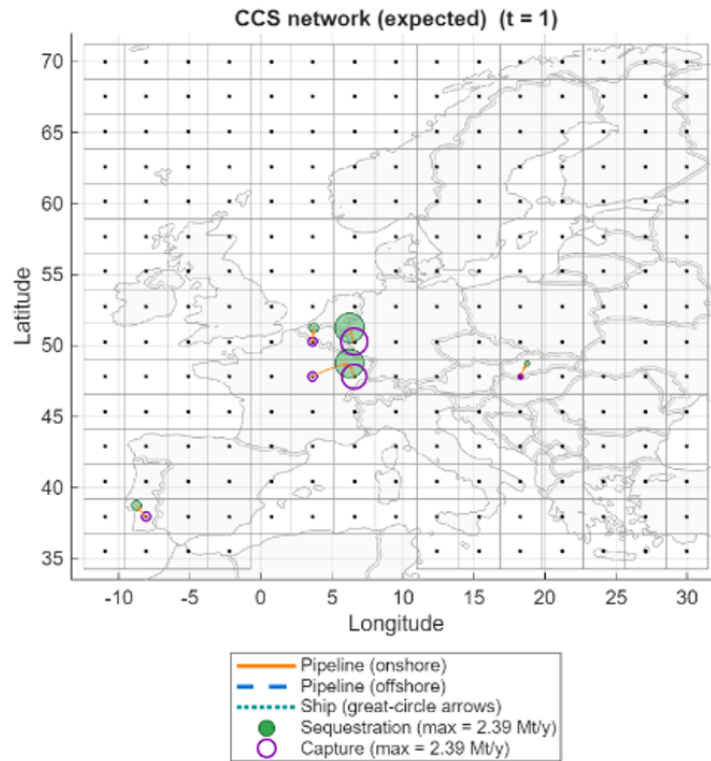 CCS network (expected) (t = 1)
70
65
60
55
50
45
40
35
Latitude
-10 -5 0 5 10 15 20 25 30
Longitude
Pipeline (onshore)
Pipeline (offshore)
Ship (great-circle arrows)
Sequestration (max = 2.39 Mt/y)
Capture (max = 2.39 Mt/y)